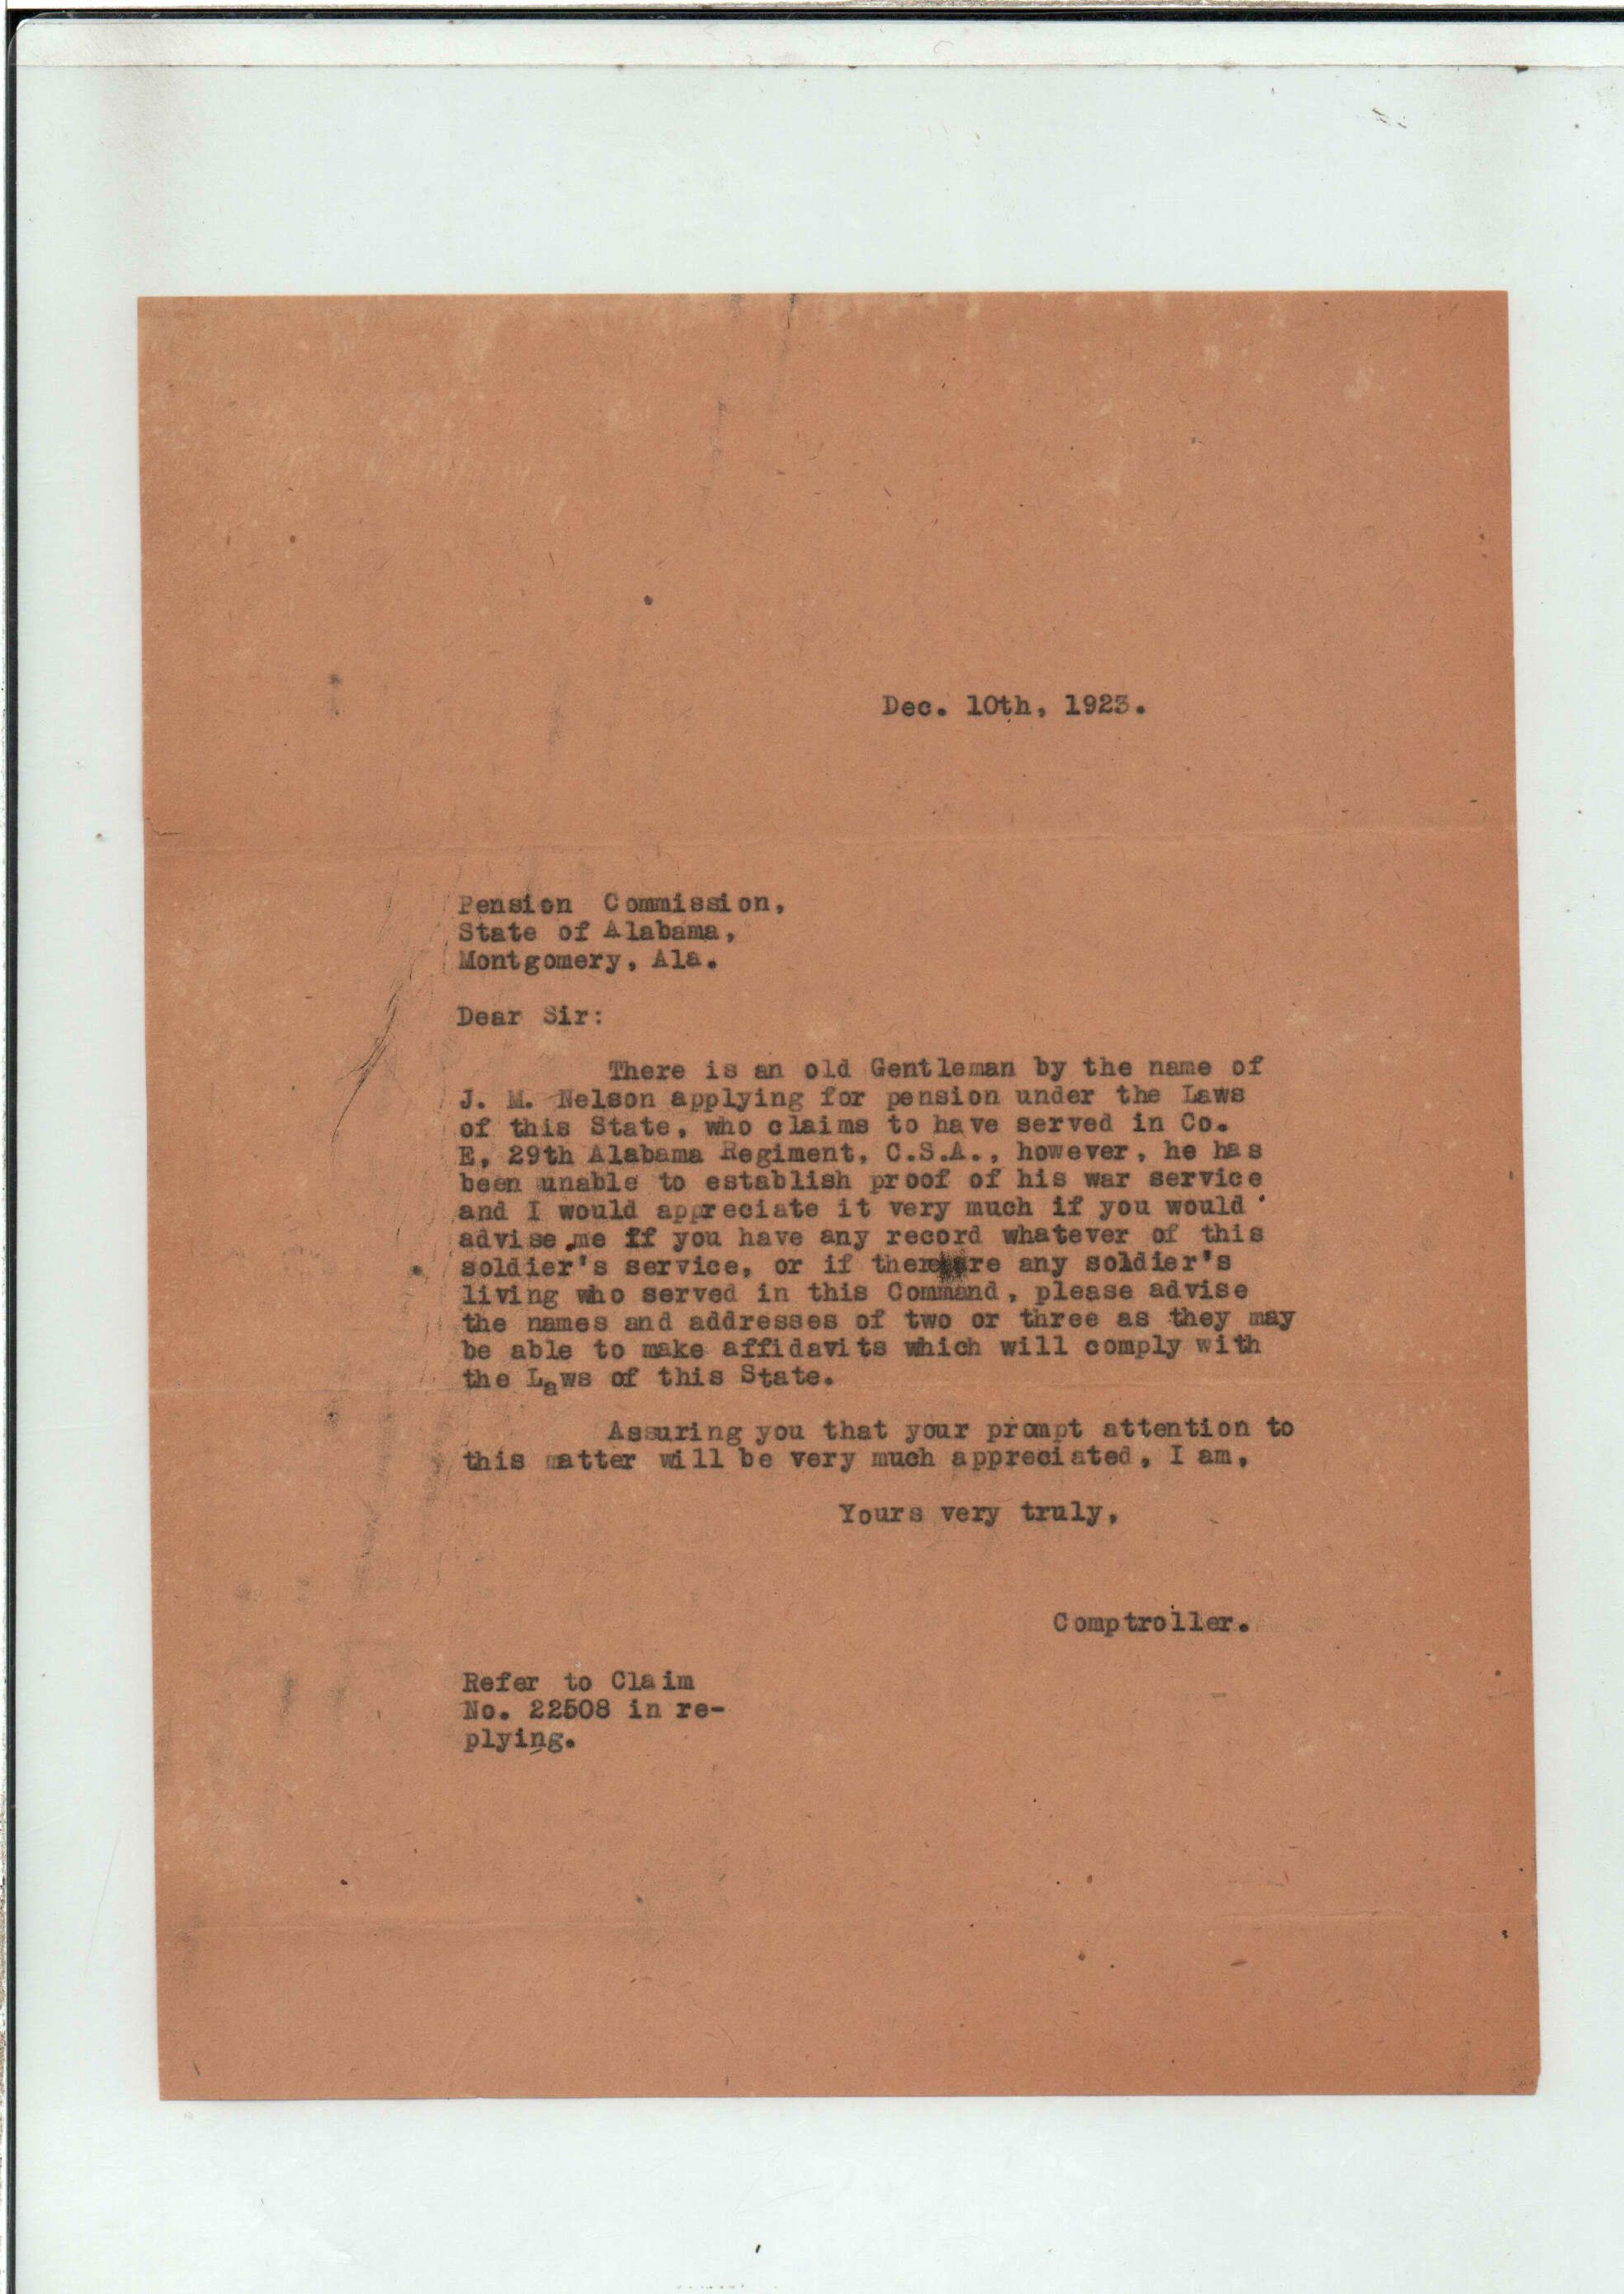 Dec. 10th, 1923.
Pension Commission,
State of Alabama,
Montgomery, Ala.
Dear Sir:
There is an old Gentleman by the name of
J. M. Nelson applying for pension under the Laws
of this State, who claims to have served in Co.
E, 29th Alabama Regiment, C.S.A., however, he has
been unable to establish proof of his war service
and I would appreciate it very much if you would
advise me if you have any record whatever of this
soldier's service, or if there are any soldier's
living who served in this Command, please advise
the names and addresses of two or three as they may
be able to make affidavits which will comply with
the Laws of this State.
Assuring you that your prompt attention to
this matter will be very much appreciated, I am,
Yours very truly,
Comptroller.
Refer to Claim
No. 22508 in re-
plying.